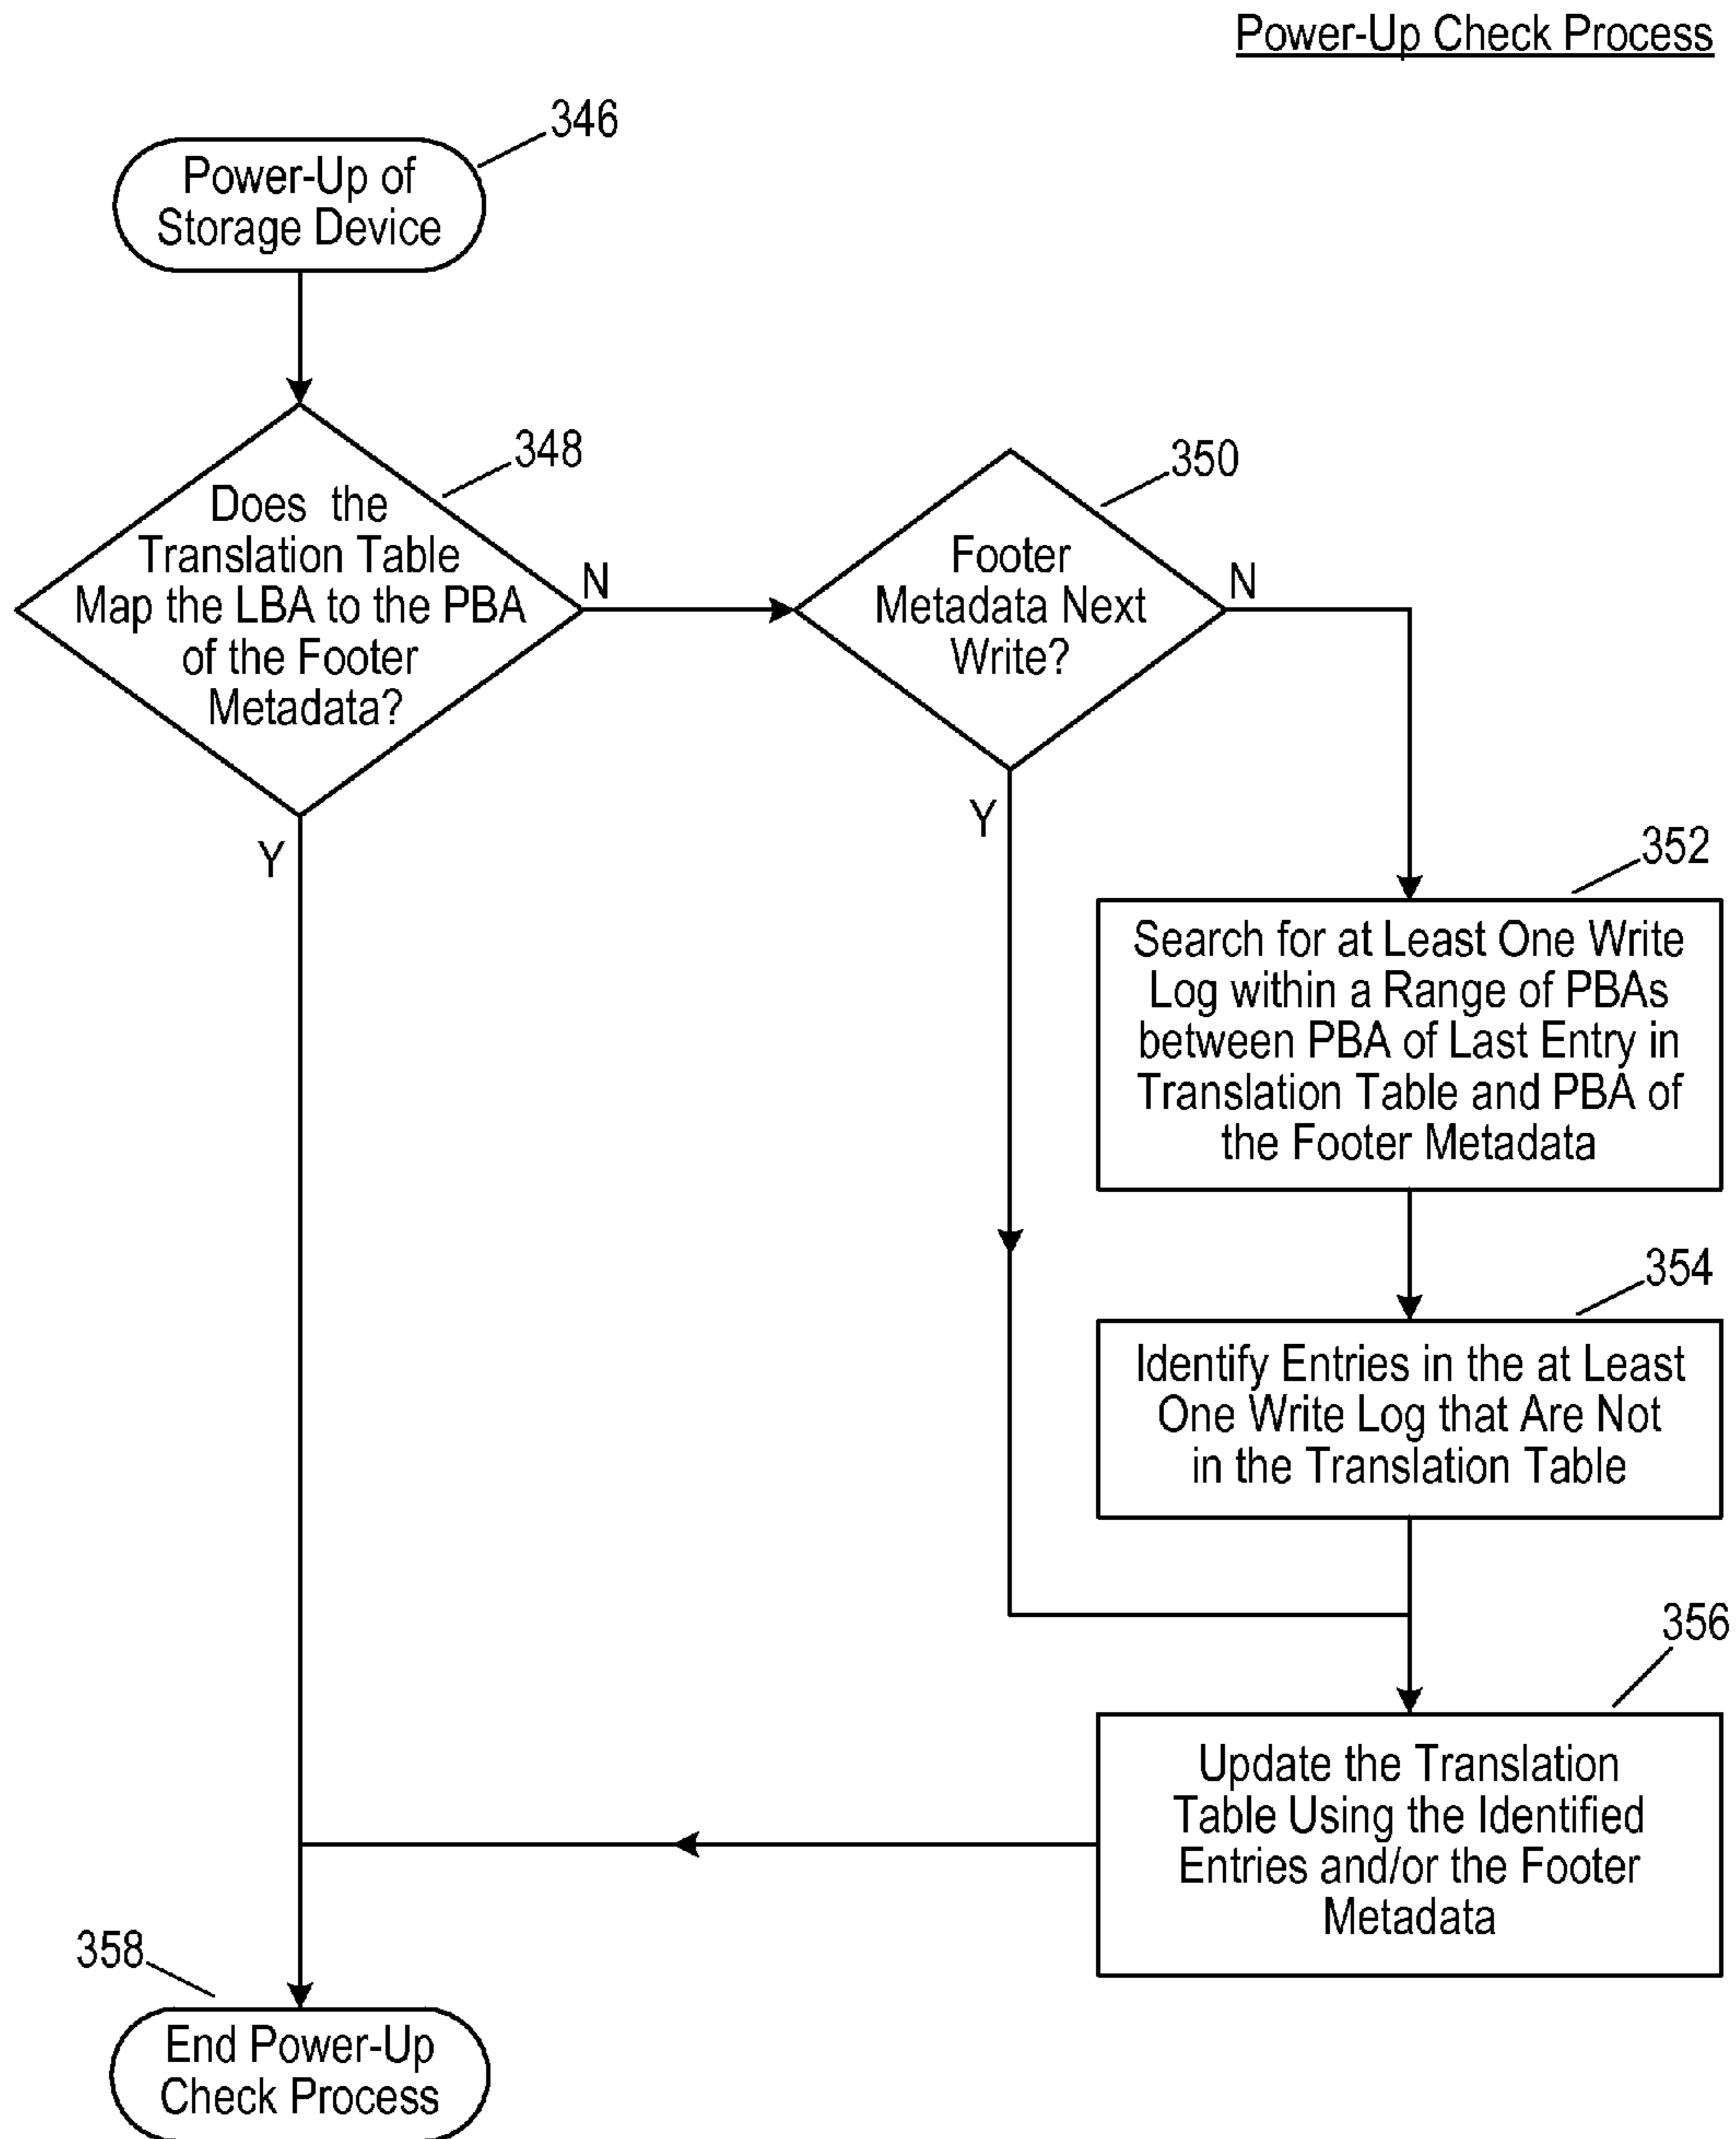 Power-Up Check Process
346
Power-Up of
Storage Device
348
Does the
Translation Table
Map the LBA to the PBA
of the Footer
Metadata?
N
Y
350
Footer
Metadata Next
Write?
N
Y
352
Search for at Least One Write
Log within a Range of PBAs
between PBA of Last Entry in
Translation Table and PBA of
the Footer Metadata
354
Identify Entries in the at Least
One Write Log that Are Not
in the Translation Table
356
Update the Translation
Table Using the Identified
Entries and/or the Footer
Metadata
358
End Power-Up
Check Process